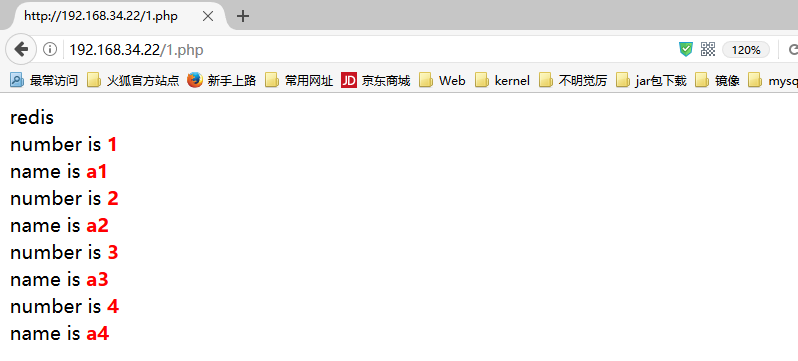 http://192.168.34.22/1.php
192.168.34.22/1.php 120%
最常访问 火狐官方站点 新手上路 常用网址 JD 京东商城 Web kernel 不明觉厉 jar包下载 镜像 mysq
redis
number is 1
name is a1
number is 2
name is a2
number is 3
name is a3
number is 4
name is a4